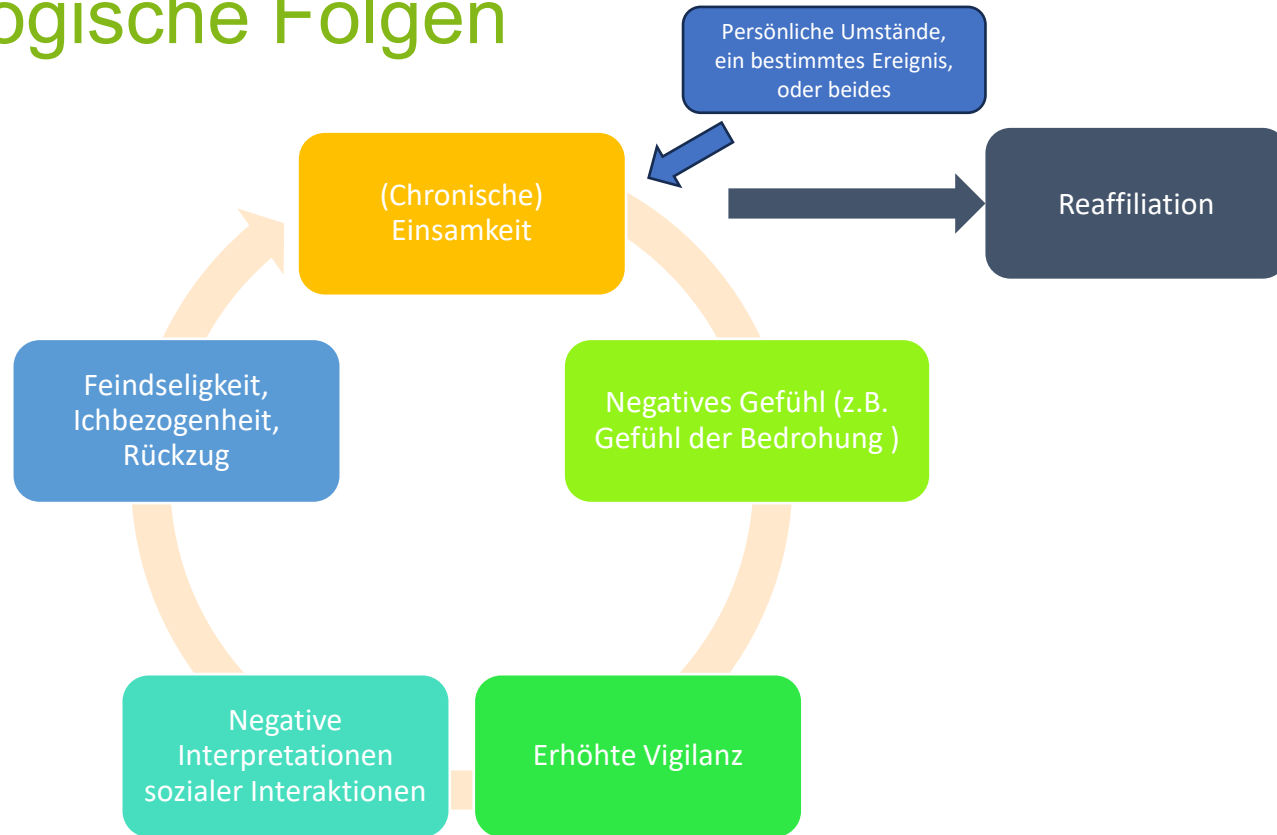 ogische Folgen
Persönliche Umstände,
ein bestimmtes Ereignis,
oder beides
(Chronische)
Einsamkeit
Reaffiliation
Negatives Gefühl (z.B.
Gefühl der Bedrohung )
Erhöhte Vigilanz
Negative
Interpretationen
sozialer Interaktionen
Feindseligkeit,
Ichbezogenheit,
Rückzug